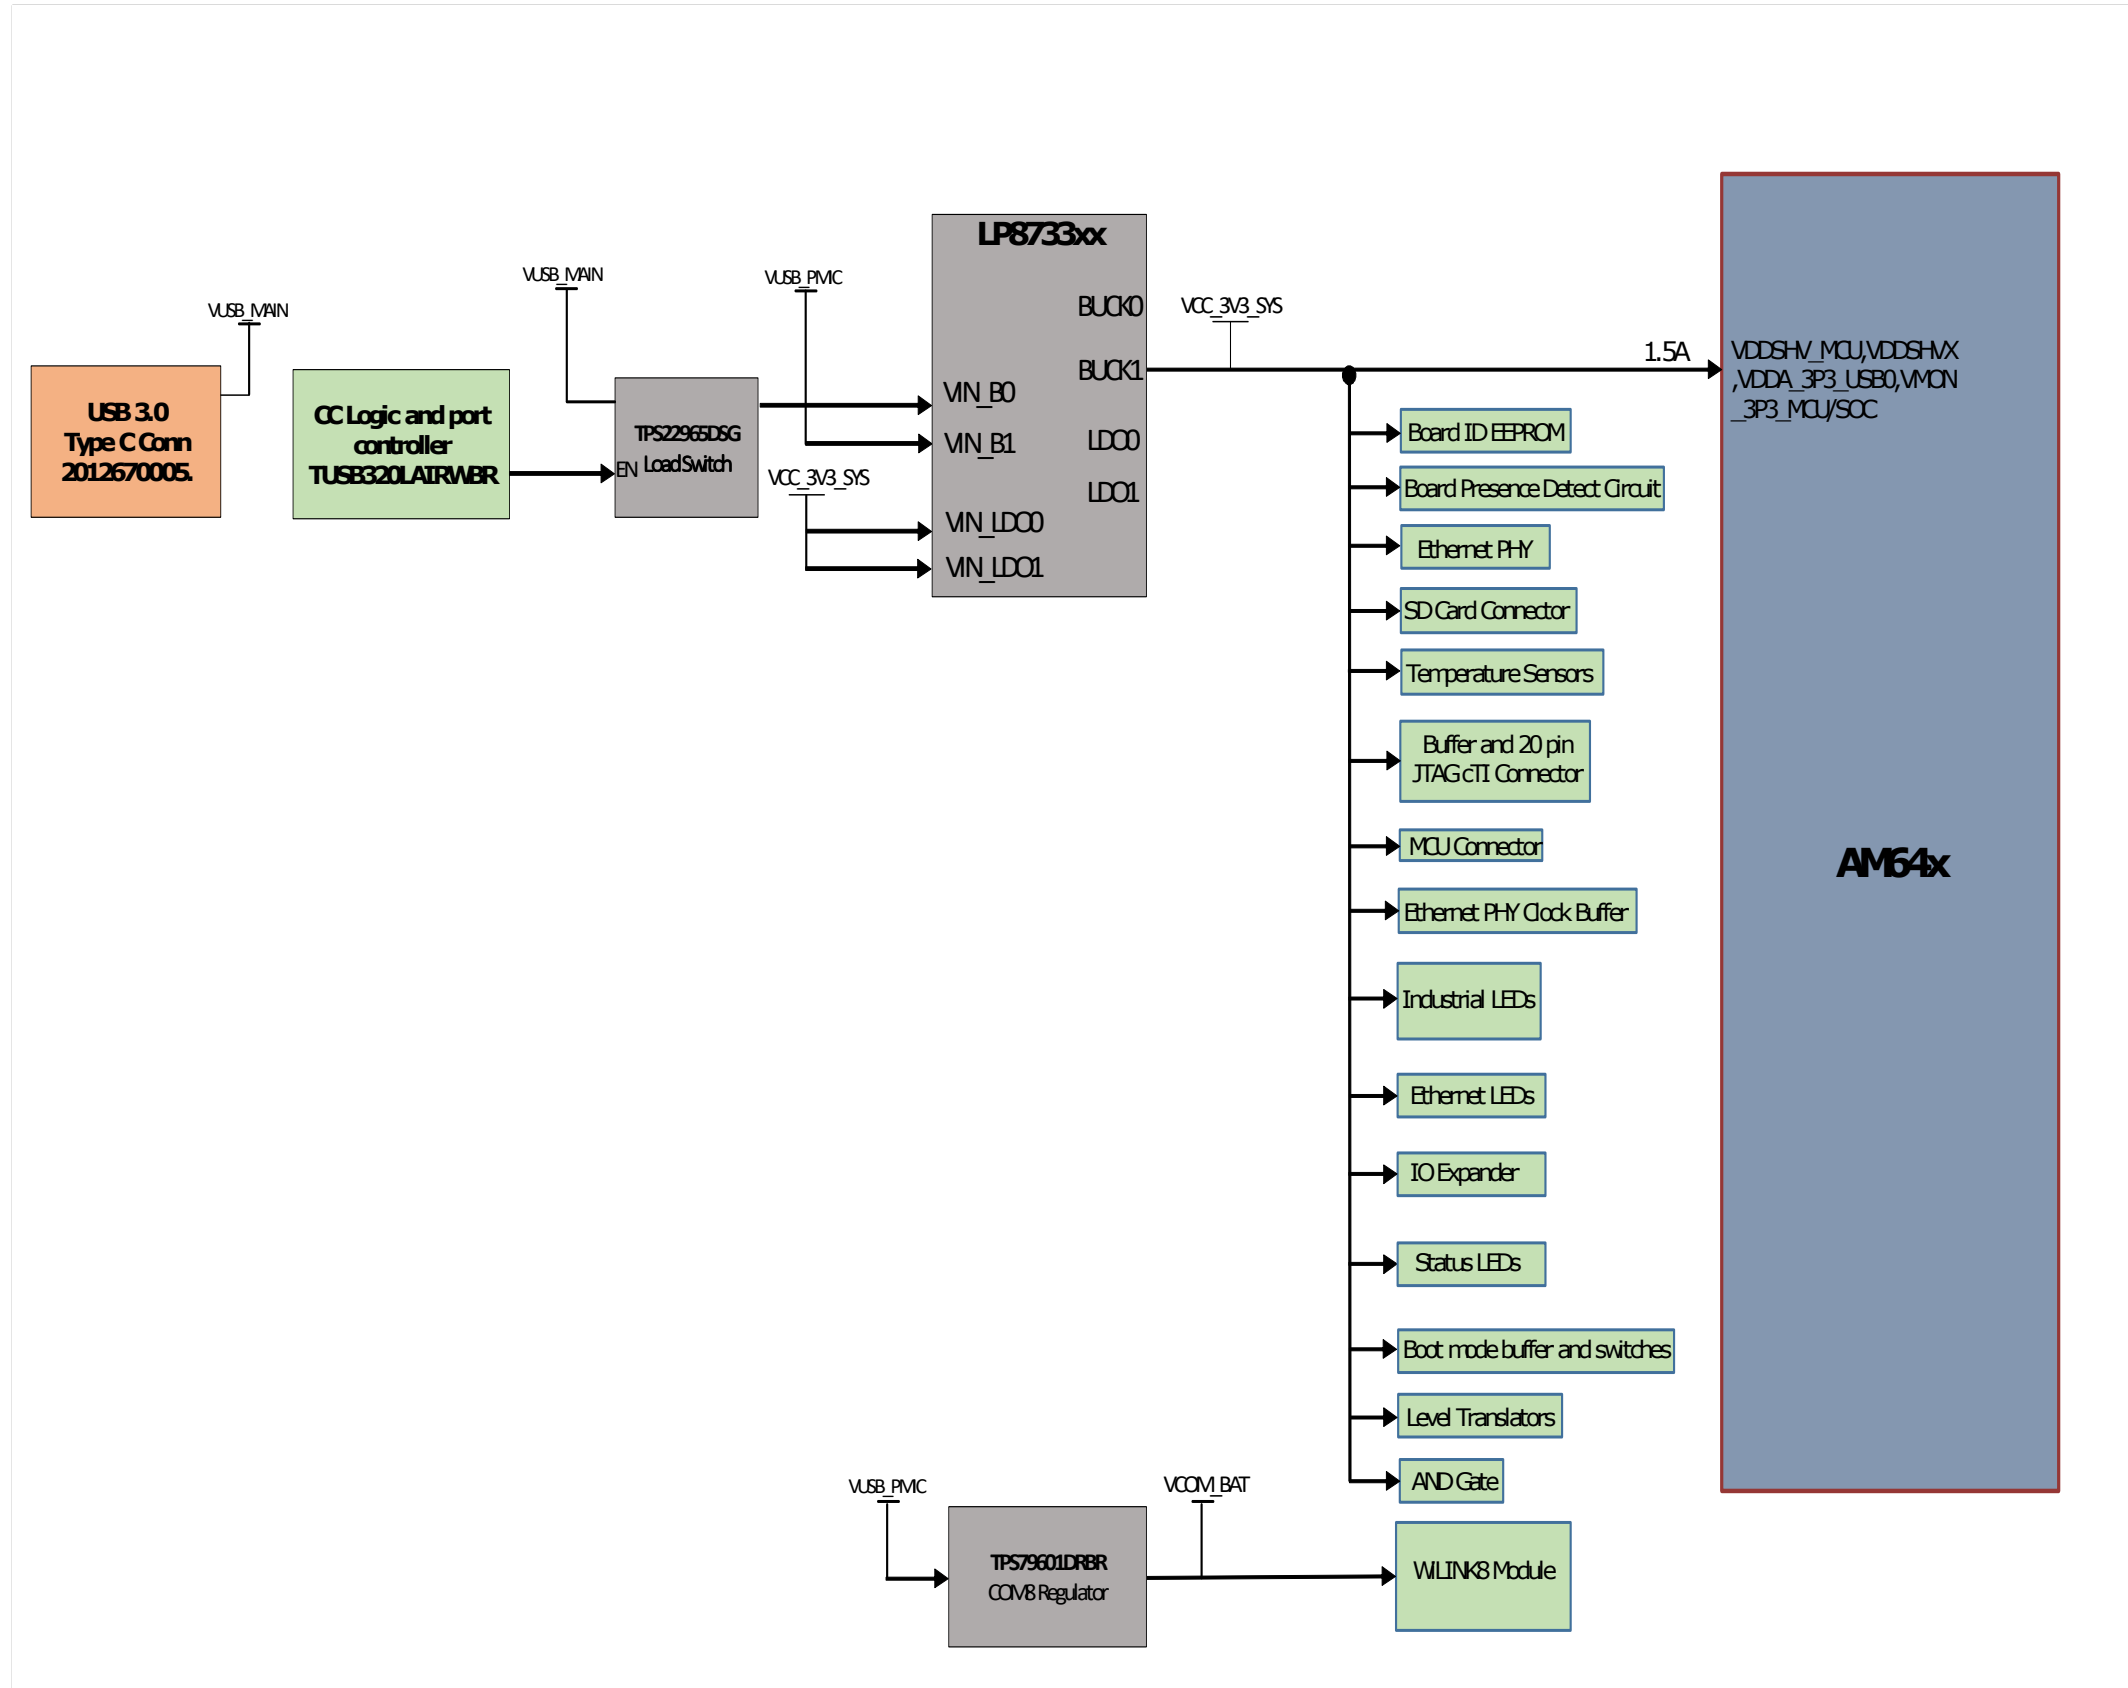 VUSB_MAIN
USB 3.0
Type C Conn
2012670005.
CC Logic and port
controller
TUSB320LAIRWBR
VUSB_MAIN
TPS22965DSG
EN Load Switch
VUSB_PMIC
VCC_3V3_SYS
LP8733xx
BUCK0
BUCK1
VIN_B0
VIN_B1
LDO0
LDO1
VIN_LDO0
VIN_LDO1
VCC_3V3_SYS
1.5A
VDDSHV_MCU,VDDSHVX
,VDDA_3P3_USB0,VMON
_3P3_MCU/SOC
AM64x
Board ID EEPROM
Board Presence Detect Circuit
Ethernet PHY
SD Card Connector
Temperature Sensors
Buffer and 20 pin
JTAG cTI Connector
MCU Connector
Ethernet PHY Clock Buffer
Industrial LEDs
Ethernet LEDs
IO Expander
Status LEDs
Boot mode buffer and switches
Level Translators
AND Gate
VUSB_PMIC
TPS79601DRBR
COM8 Regulator
VCOM_BAT
WiLINK8 Module